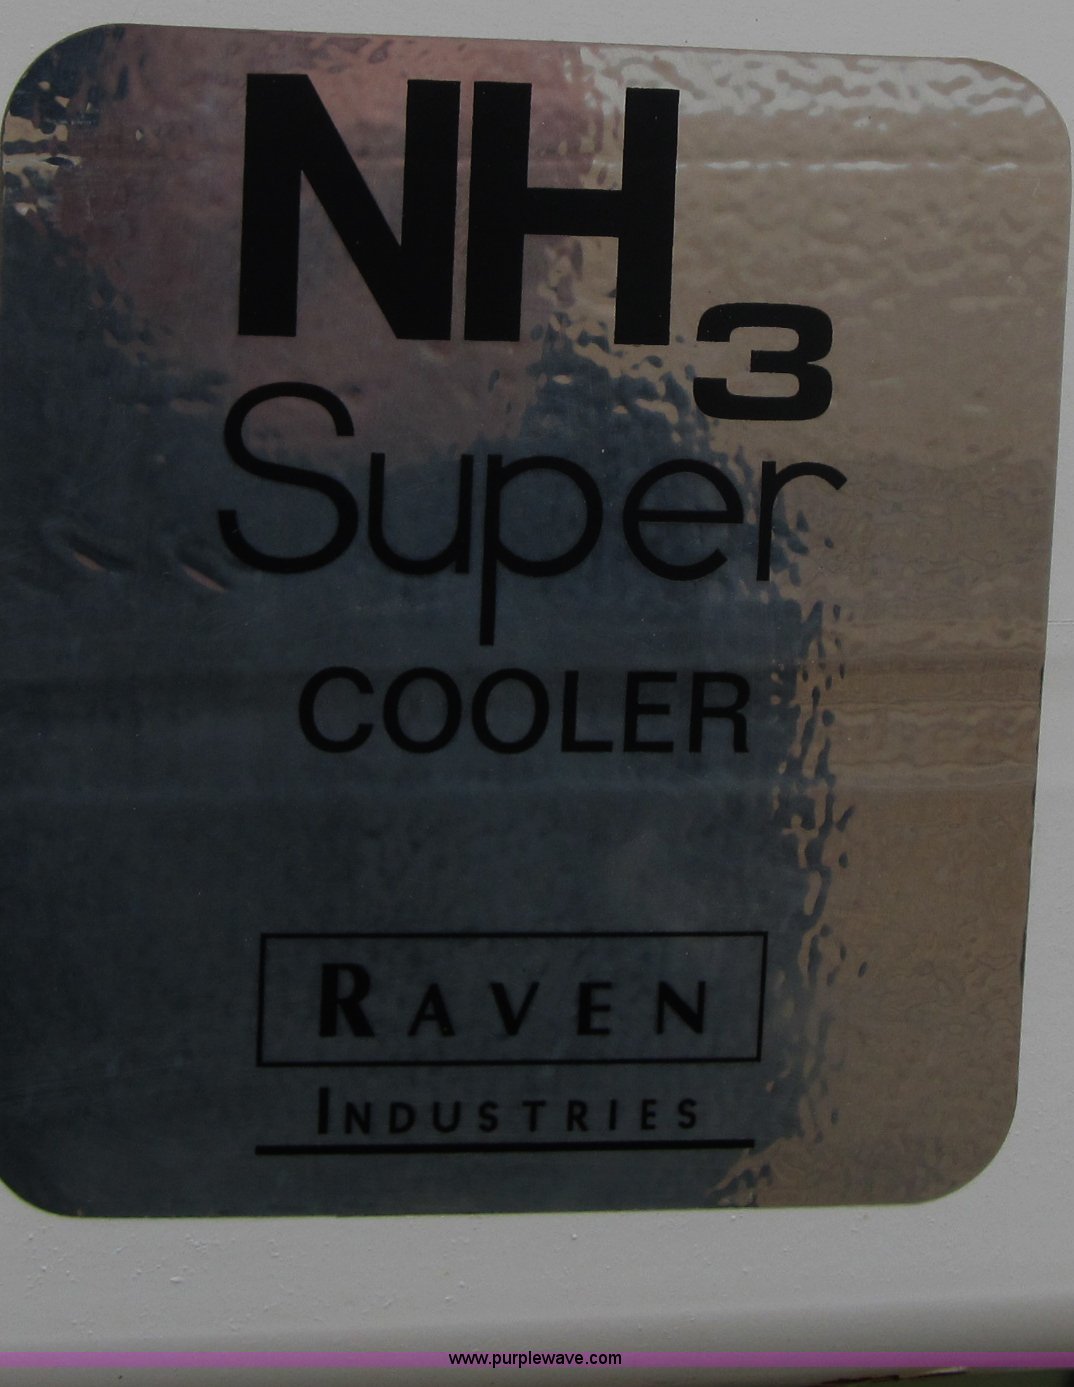 NH3
Super
COOLER
RAVEN
INDUSTRIES
www.purplewave.com